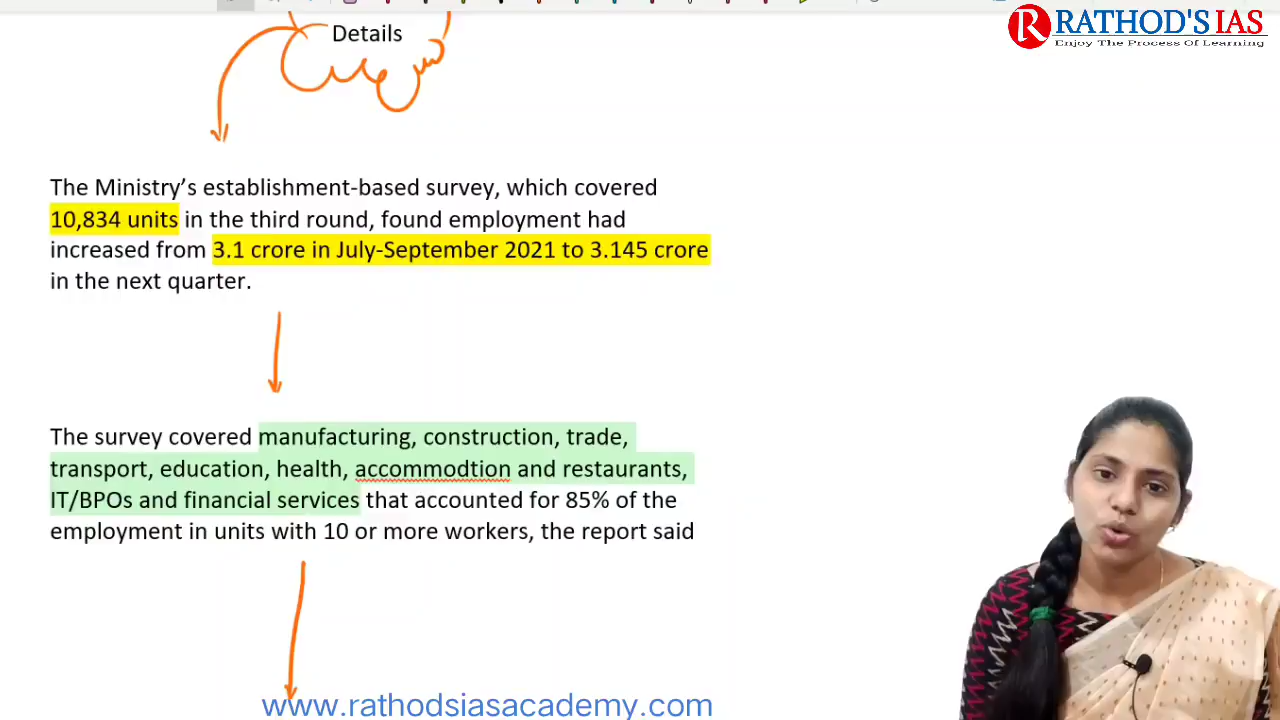 RATHOD'S IAS
Enjoy The Process Of Learning
Details
The Ministry’s establishment-based survey, which covered
10,834 units in the third round, found employment had
increased from 3.1 crore in July-September 2021 to 3.145 crore
in the next quarter.
The survey covered manufacturing, construction, trade,
transport, education, health, accommodtion and restaurants,
IT/BPOs and financial services that accounted for 85% of the
employment in units with 10 or more workers, the report said
www.rathodsiasacademy.com